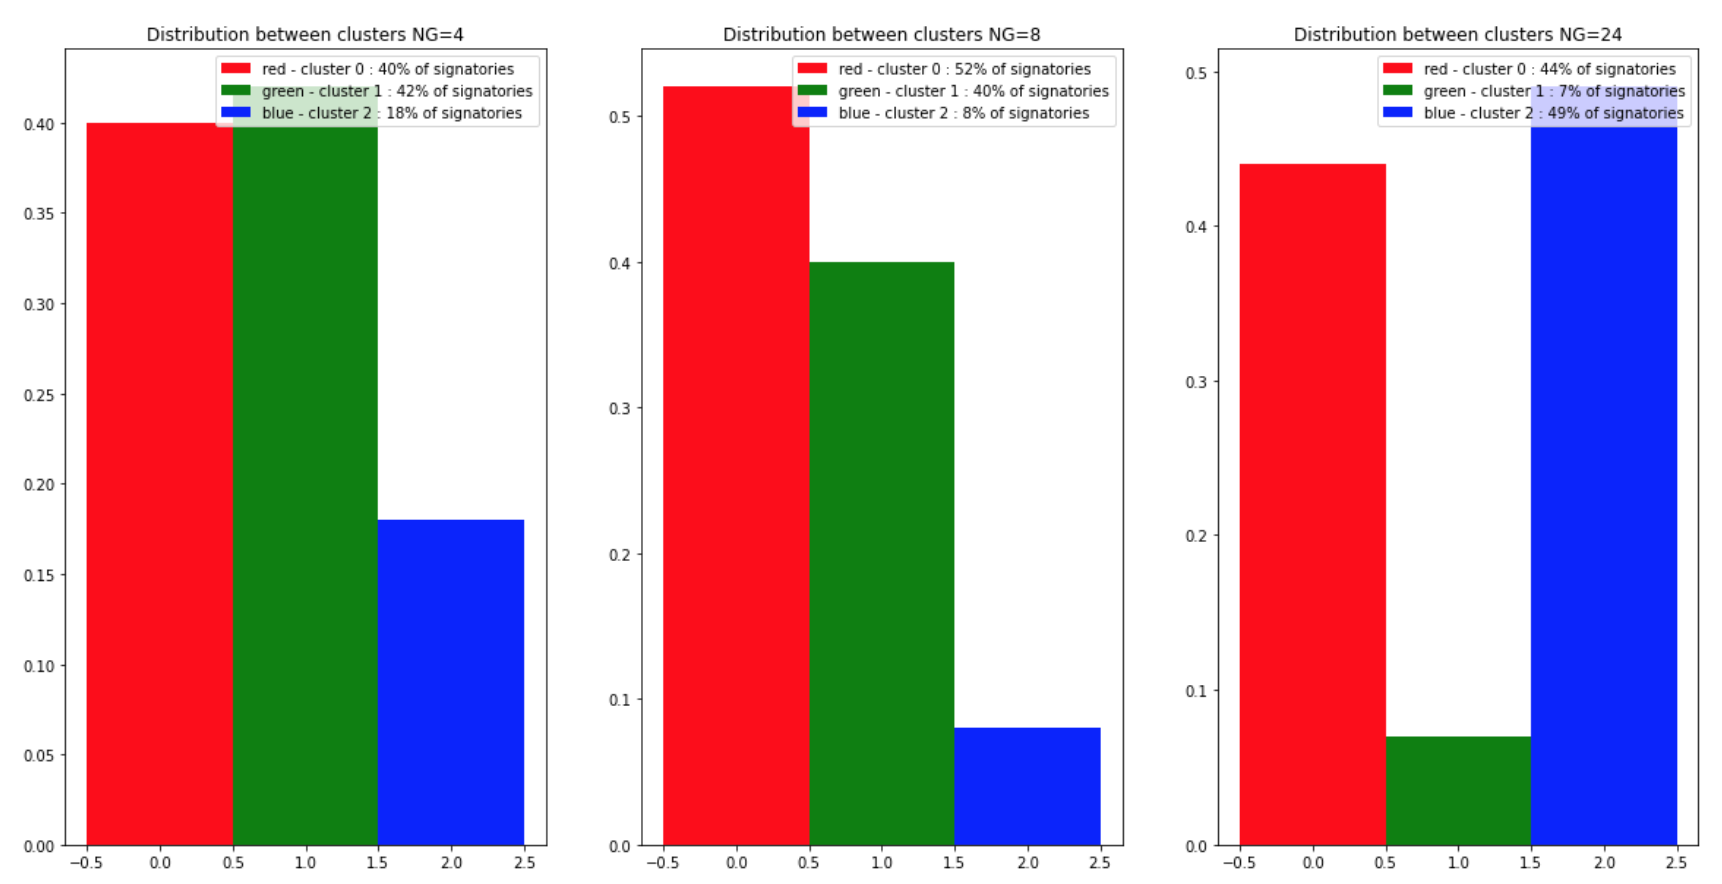 Distribution between clusters NG=4
red - cluster 0 : 40% of signatories
green - cluster 1 : 42% of signatories
blue - cluster 2 : 18% of signatories
0.40
0.35
0.30
0.25
0.20
0.15
0.10
0.05
0.00
−0.5 0.0 0.5 1.0 1.5 2.0 2.5
Distribution between clusters NG=8
red - cluster 0 : 52% of signatories
green - cluster 1 : 40% of signatories
blue - cluster 2 : 8% of signatories
0.5
0.4
0.3
0.2
0.1
0.0
−0.5 0.0 0.5 1.0 1.5 2.0 2.5
Distribution between clusters NG=24
red - cluster 0 : 44% of signatories
green - cluster 1 : 7% of signatories
blue - cluster 2 : 49% of signatories
0.5
0.4
0.3
0.2
0.1
0.0
−0.5 0.0 0.5 1.0 1.5 2.0 2.5